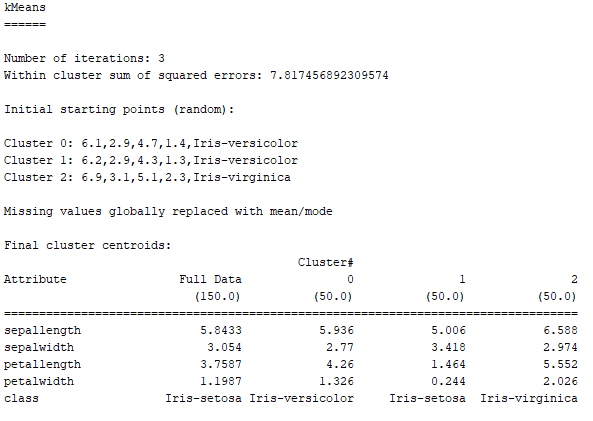 kMeans
======
Number of iterations: 3
Within cluster sum of squared errors: 7.817456892309574
Initial starting points (random):
Cluster 0: 6.1,2.9,4.7,1.4,Iris-versicolor
Cluster 1: 6.2,2.9,4.3,1.3,Iris-versicolor
Cluster 2: 6.9,3.1,5.1,2.3,Iris-virginica
Missing values globally replaced with mean/mode
Final cluster centroids:
Cluster#
Attribute Full Data 0 1 2
(150.0) (50.0) (50.0) (50.0)
==================================================================================
sepallength 5.8433 5.936 5.006 6.588
sepalwidth 3.054 2.77 3.418 2.974
petallength 3.7587 4.26 1.464 5.552
petalwidth 1.1987 1.326 0.244 2.026
class Iris-setosa Iris-versicolor Iris-setosa Iris-virginica